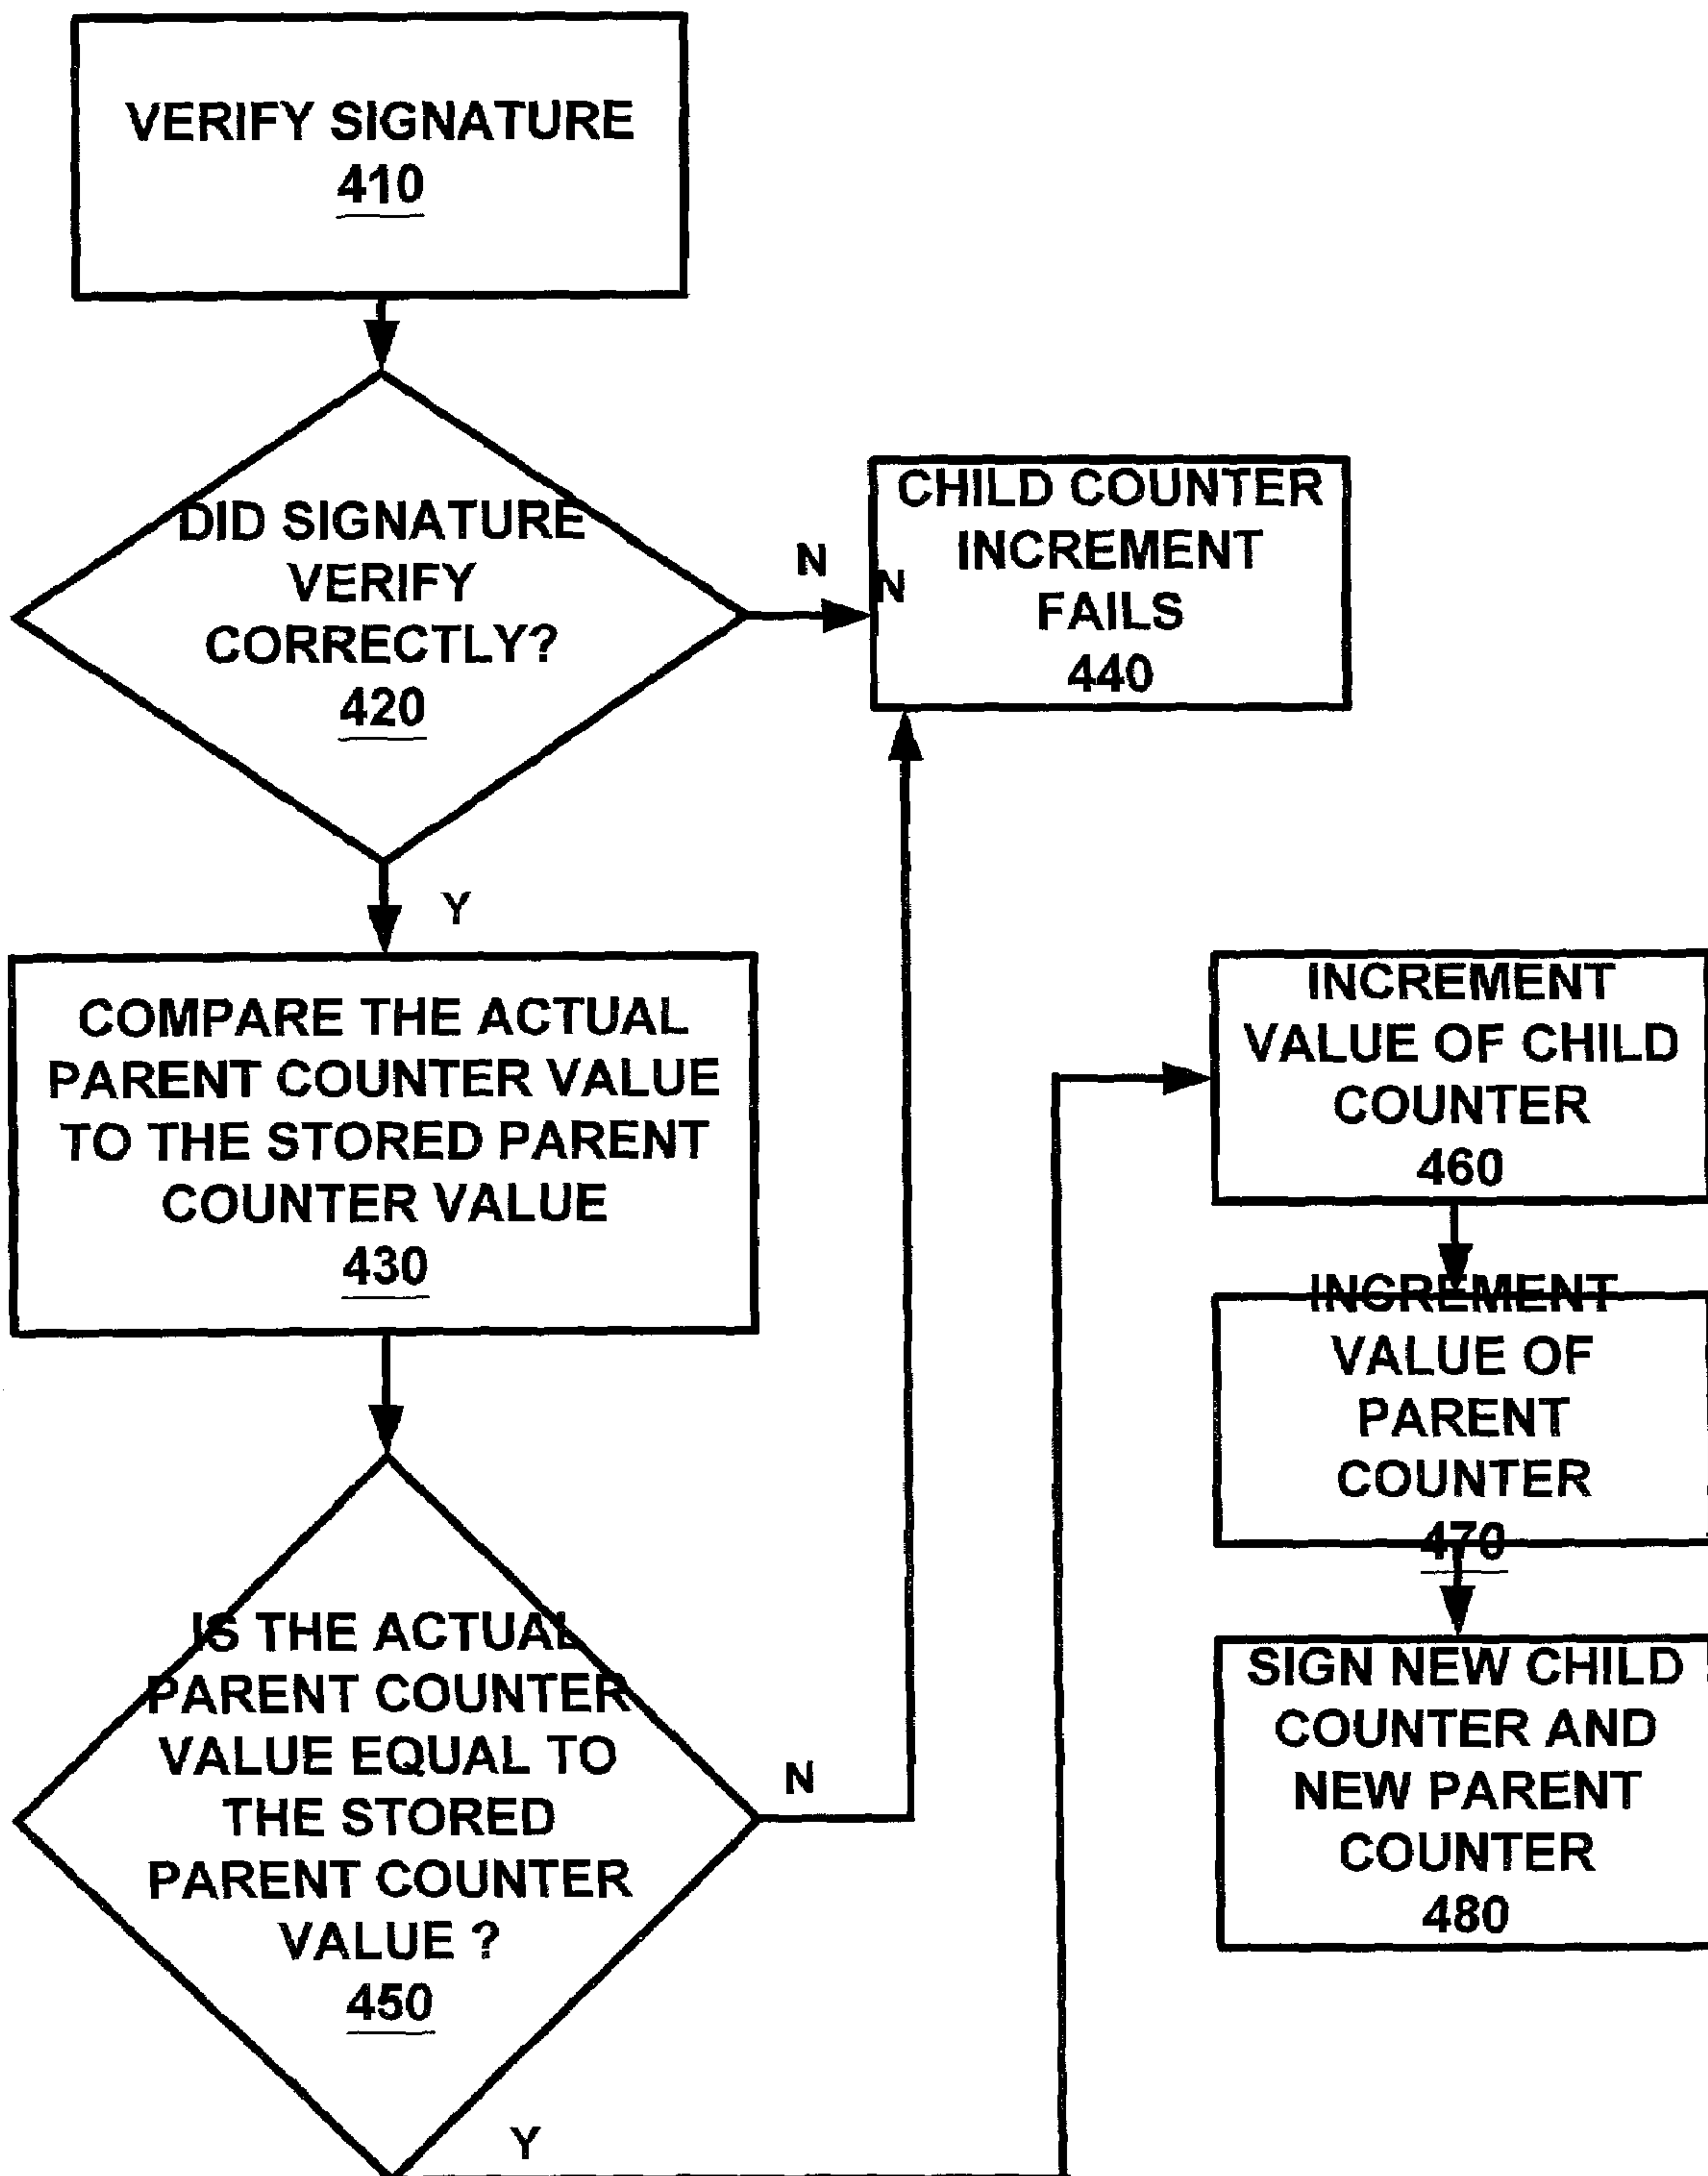 VERIFY SIGNATURE
410
DID SIGNATURE
VERIFY
CORRECTLY?
420
N
N
CHILD COUNTER
INCREMENT
FAILS
440
Y
COMPARE THE ACTUAL
PARENT COUNTER VALUE
TO THE STORED PARENT
COUNTER VALUE
430
IS THE ACTUAL
PARENT COUNTER
VALUE EQUAL TO
THE STORED
PARENT COUNTER
VALUE ?
450
N
Y
INCREMENT
VALUE OF CHILD
COUNTER
460
INCREMENT
VALUE OF
PARENT
COUNTER
470
SIGN NEW CHILD
COUNTER AND
NEW PARENT
COUNTER
480